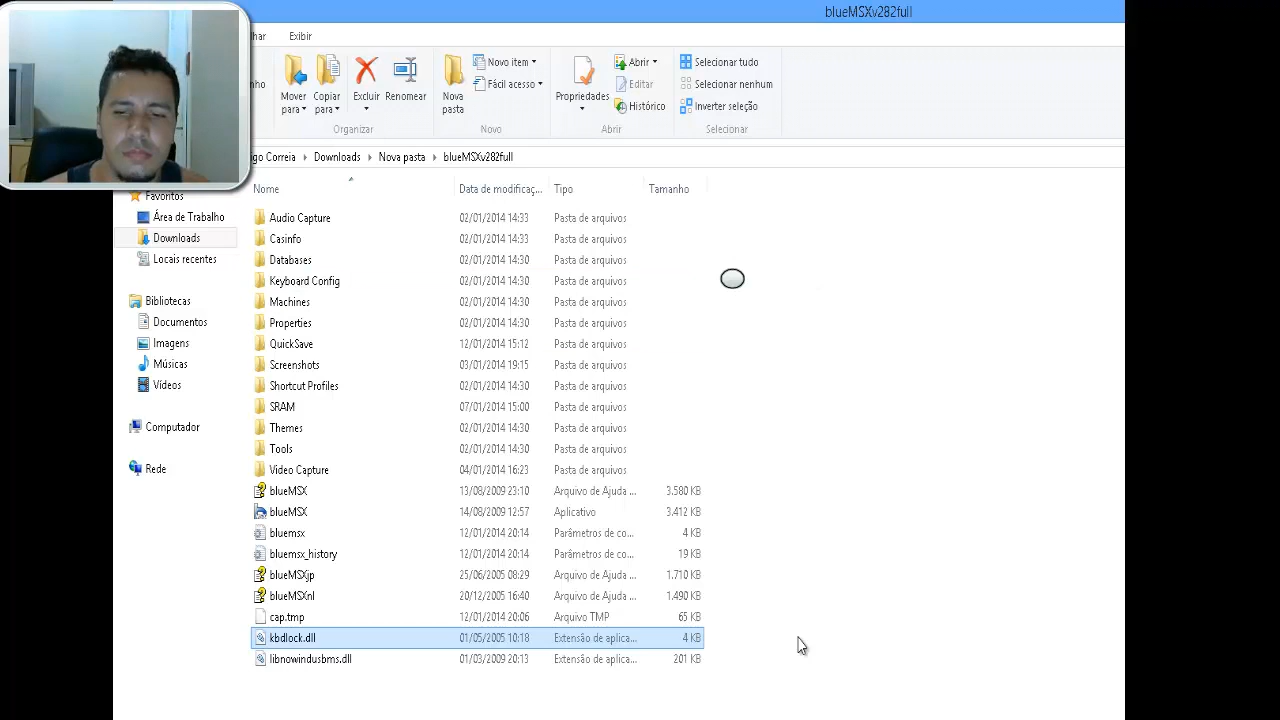 blueMSXv282full
lhar Exibir
Mover para
Copiar para
Excluir
Renomear
Organizar
Nova pasta
Novo item
Fácil acesso
Novo
Propriedades
Abrir
Editar
Histórico
Abrir
Selecionar tudo
Selecionar nenhum
Inverter seleção
Selecionar
igo Correia Downloads Nova pasta blueMSXv282full
Nome Data de modificaç... Tipo Tamanho
Favoritos
Área de Trabalho
Downloads
Locais recentes
Bibliotecas
Documentos
Imagens
Músicas
Vídeos
Computador
Rede
Audio Capture 02/01/2014 14:33 Pasta de arquivos
Casinfo 02/01/2014 14:33 Pasta de arquivos
Databases 02/01/2014 14:30 Pasta de arquivos
Keyboard Config 02/01/2014 14:30 Pasta de arquivos
Machines 02/01/2014 14:30 Pasta de arquivos
Properties 02/01/2014 14:30 Pasta de arquivos
QuickSave 12/01/2014 15:12 Pasta de arquivos
Screenshots 03/01/2014 19:15 Pasta de arquivos
Shortcut Profiles 02/01/2014 14:30 Pasta de arquivos
SRAM 07/01/2014 15:00 Pasta de arquivos
Themes 02/01/2014 14:30 Pasta de arquivos
Tools 02/01/2014 14:30 Pasta de arquivos
Video Capture 04/01/2014 16:23 Pasta de arquivos
blueMSX 13/08/2009 23:10 Arquivo de Ajuda ... 3.580 KB
blueMSX 14/08/2009 12:57 Aplicativo 3.412 KB
bluemsx 12/01/2014 20:14 Parâmetros de co... 4 KB
bluemsx_history 12/01/2014 20:14 Parâmetros de co... 19 KB
blueMSXjp 25/06/2005 08:29 Arquivo de Ajuda ... 1.710 KB
blueMSXnl 20/12/2005 16:40 Arquivo de Ajuda ... 1.490 KB
cap.tmp 12/01/2014 20:06 Arquivo TMP 65 KB
kbdlock.dll 01/05/2005 10:18 Extensão de aplica... 4 KB
libnowindusbms.dll 01/03/2009 20:13 Extensão de aplica... 201 KB